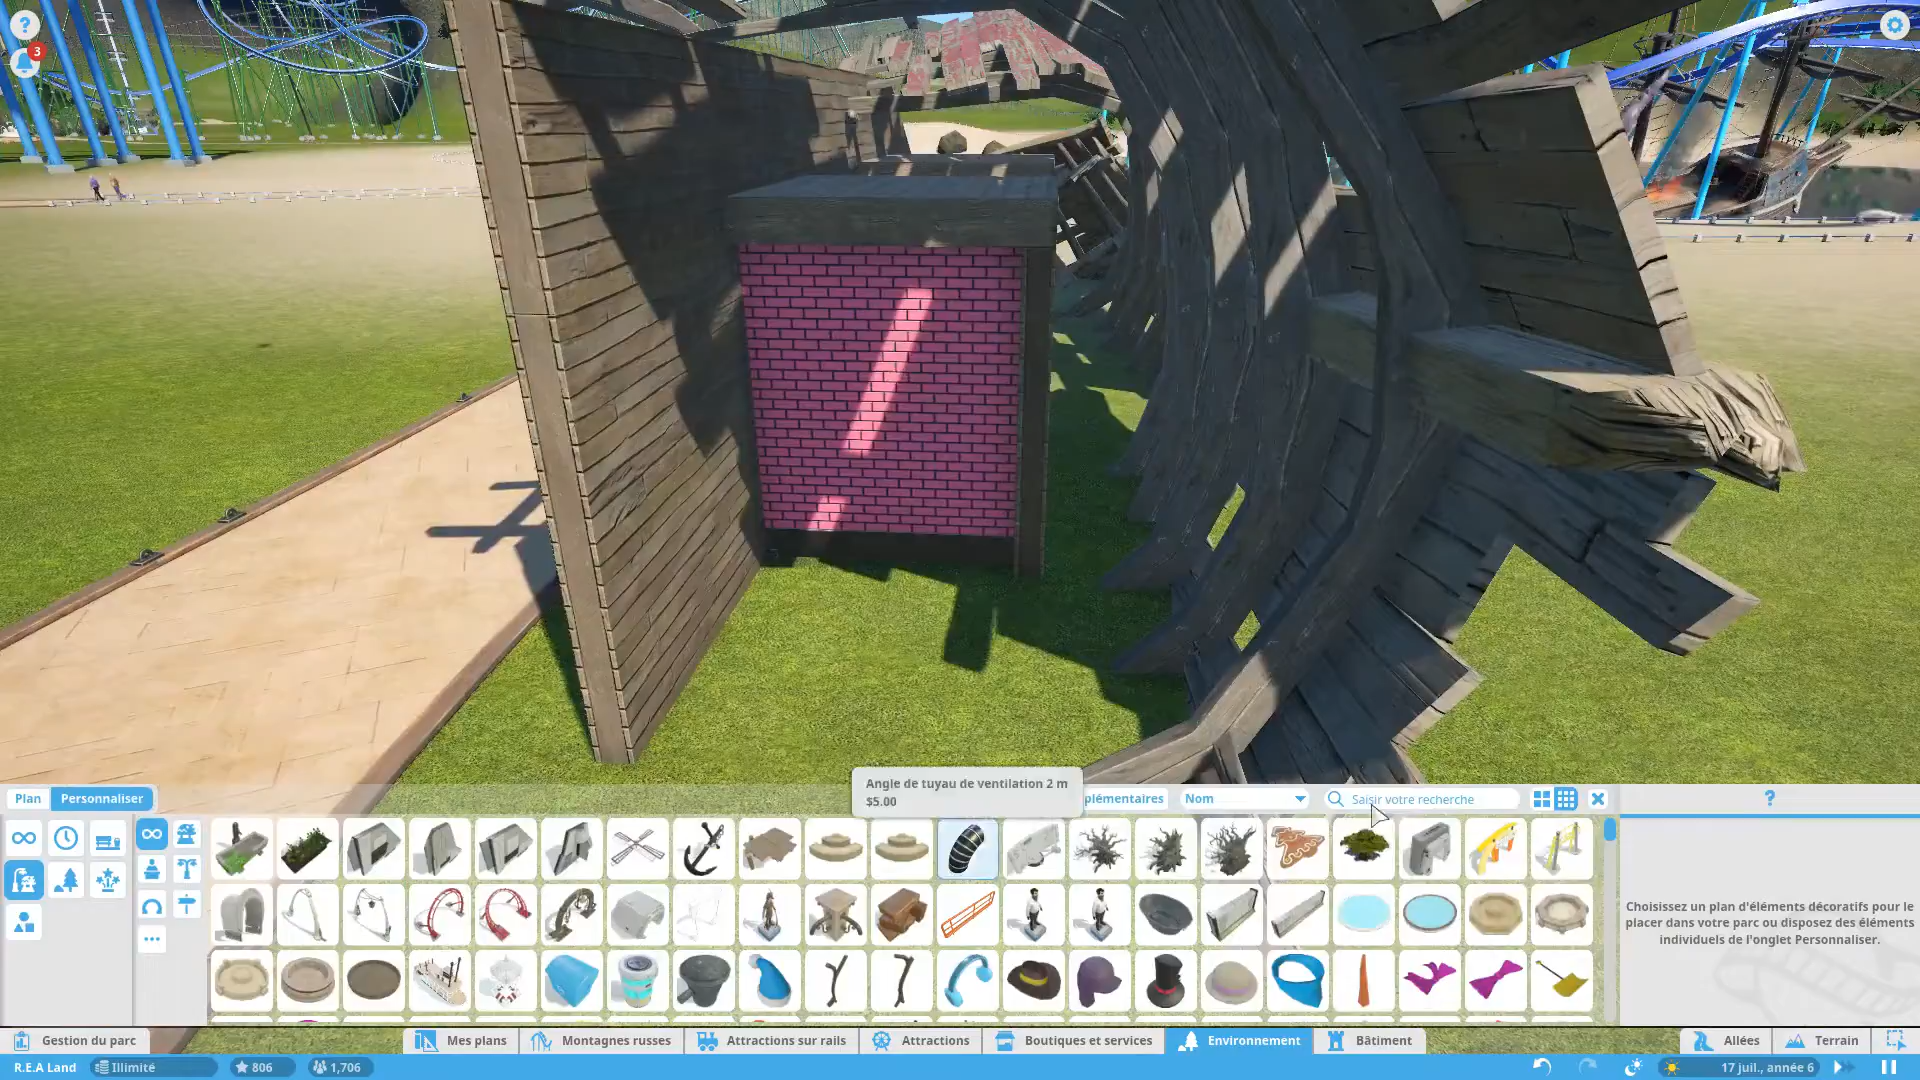 3
Angle de tuyau de ventilation 2 m
$5.00
Plan
Personnaliser
plémentaires
Nom
Saisir votre recherche
Choisissez un plan d'éléments décoratifs pour le
placer dans votre parc ou disposez des éléments
individuels de l'onglet Personnaliser.
Gestion du parc
Mes plans
Montagnes russes
Attractions sur rails
Attractions
Boutiques et services
Environnement
Bâtiment
Allées
Terrain
R.E.A Land
Illimité
806
1,706
17 juil., année 6